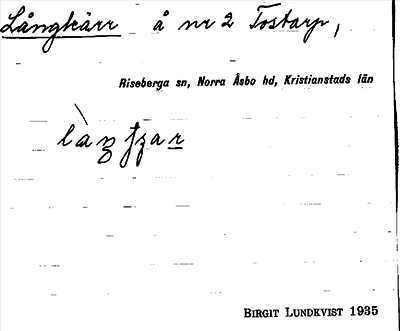 Långkärr å nr 2 Tostarp,
Riseberga sn, Norra Åsbo hd, Kristianstads län
BIRGIT LUNDKVIST 1935